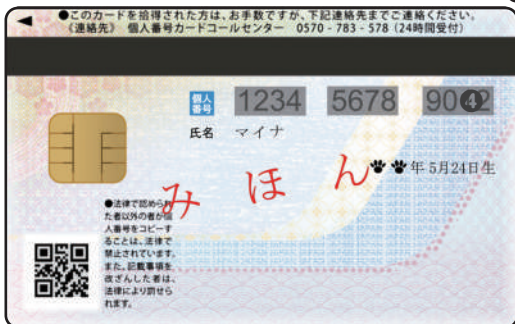 ●このカードを拾得された方は、お手数ですが、下記連絡先までご連絡ください。
《連絡先》 個人番号カードコールセンター 0570-783-578（24時間受付）
個人番号 1234 5678 9012
氏名 マイナ
年 5月24日生
みほん
●法律で認められ
た者以外の者が個
人番号をコピーす
ることは、法律で
禁止されています。
また、記載事項を
改ざんした者は、
法律により罰せら
れます。